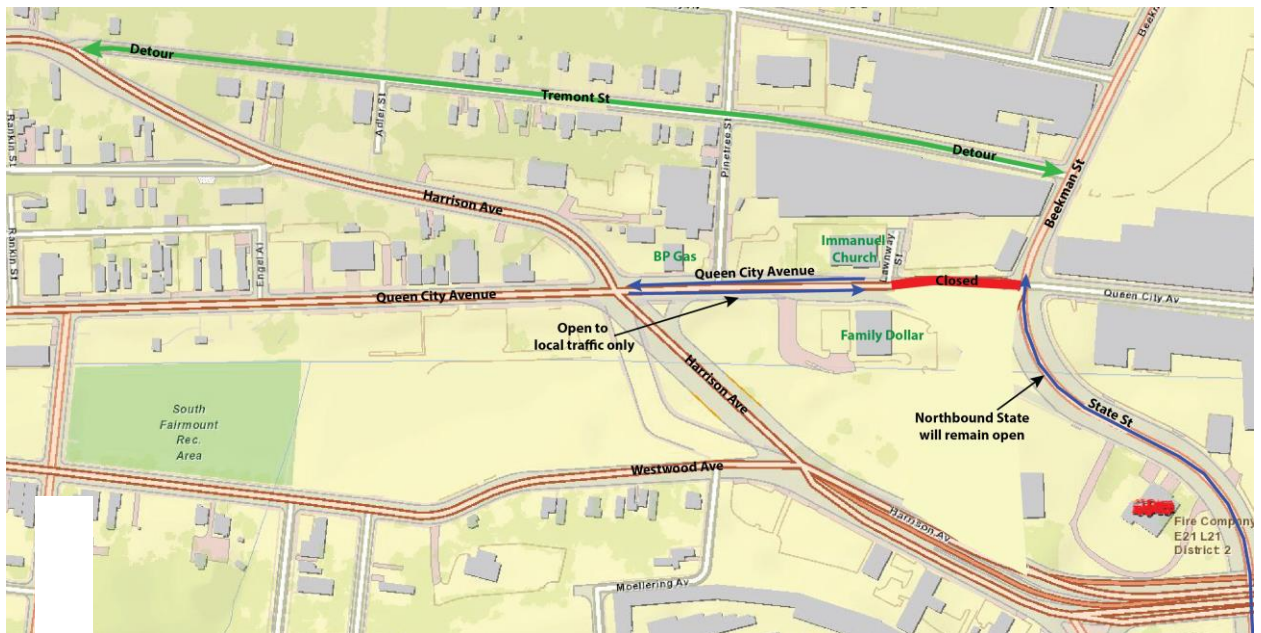 Beekm
Detour
Tremont St
Adler St
Pinetree St
Detour
Rankin St
Beekman St
Harrison Ave
Rankin St
Engel Al
BP Gas
Immanuel
Church
Lawnway
St
Queen City Avenue
Closed
Queen City Avenue
Queen City Av
Open to
local traffic only
Family Dollar
Harrison Ave
Northbound State
will remain open
State St
South
Fairmount
Rec.
Area
Westwood Ave
Harrison Av
Fire Company
E21 L21
District 2
Moellering Av